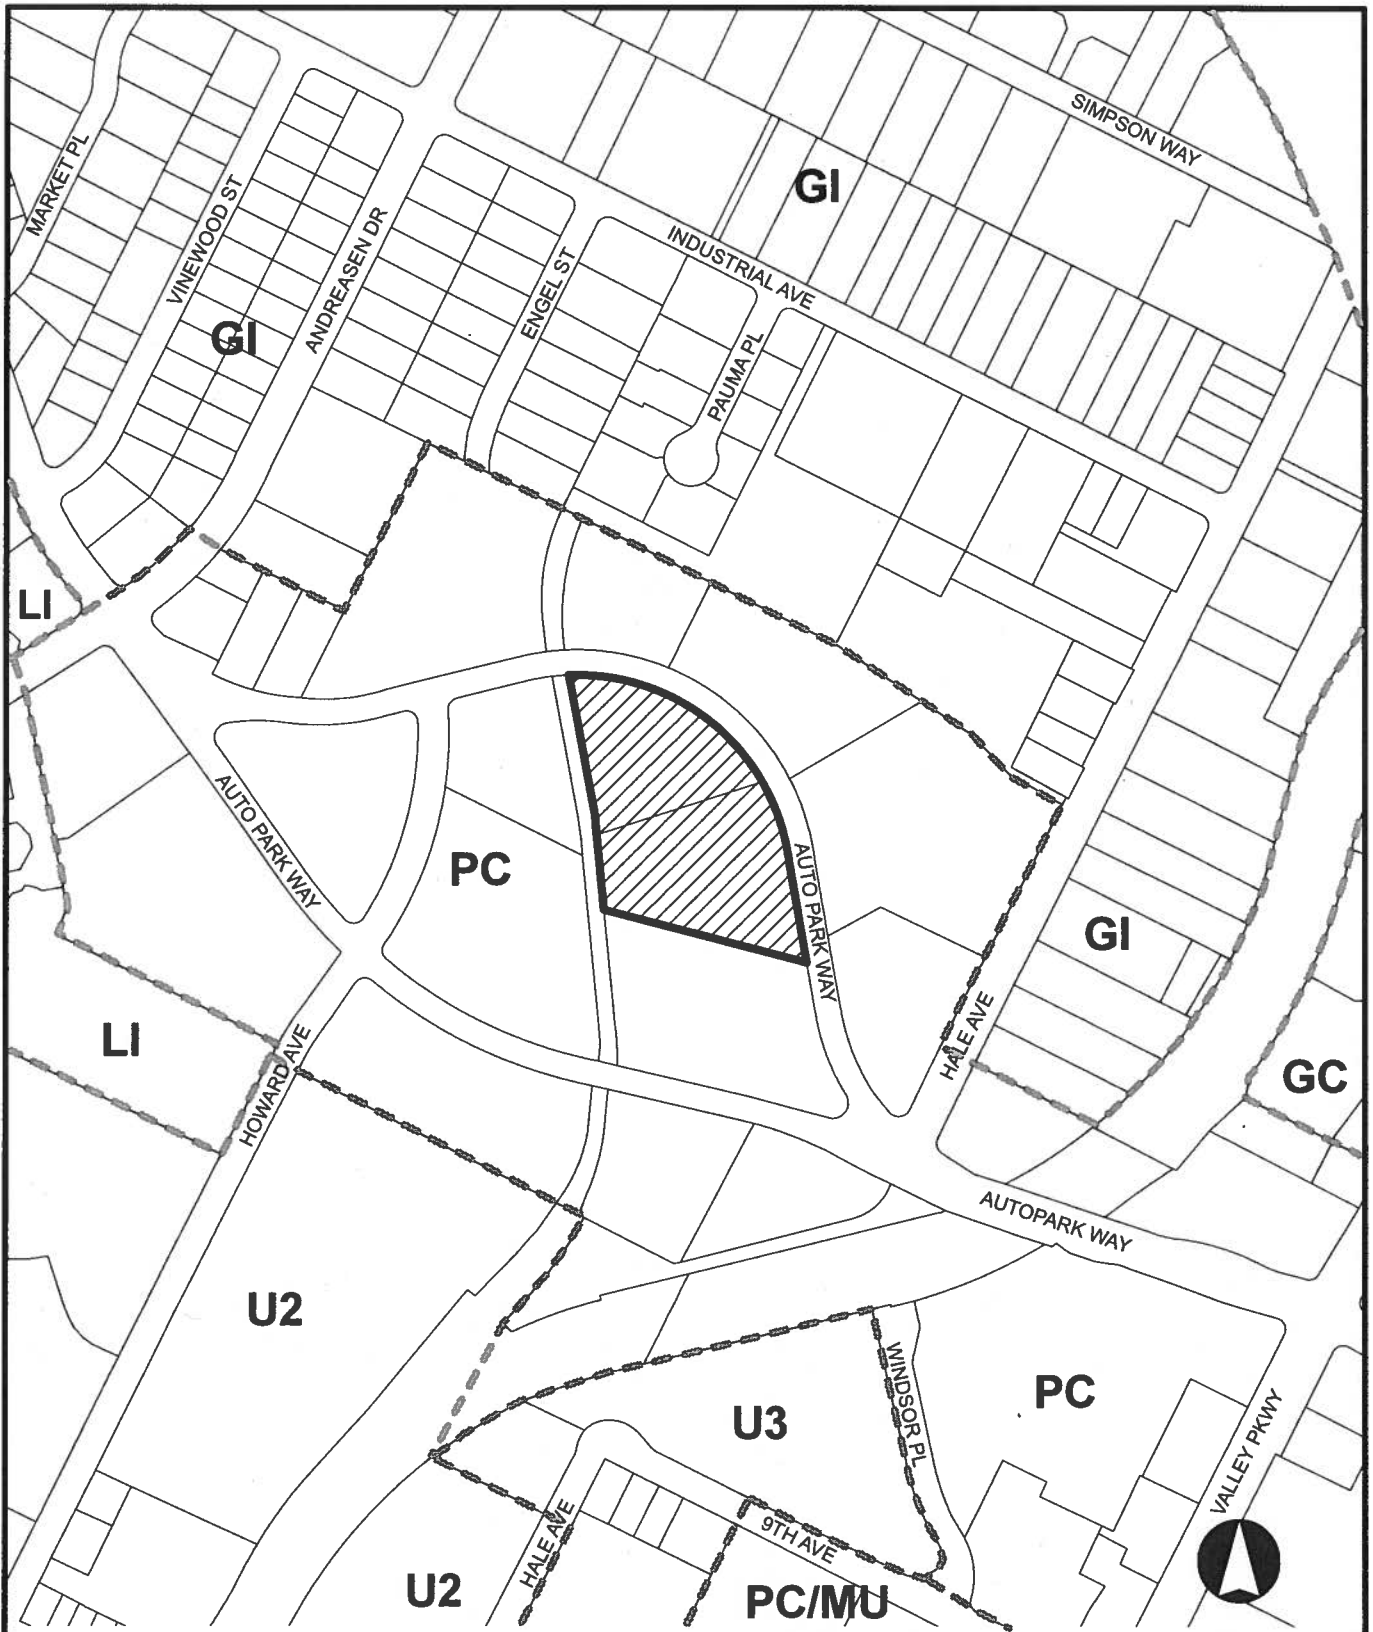 SIMPSON WAY
MARKET PL
VINEWOOD ST
GI
ANDREASEN DR
ENGEL ST
INDUSTRIAL AVE
GI
PAUMA PL
LI
AUTO PARK WAY
PC
AUTO PARK WAY
GI
LI
HOWARD AVE
HALE AVE
GC
AUTOPARK WAY
U2
U3
WINDSOR PL
PC
VALLEY PKWY
U2
HALE AVE
9TH AVE
PC/MU